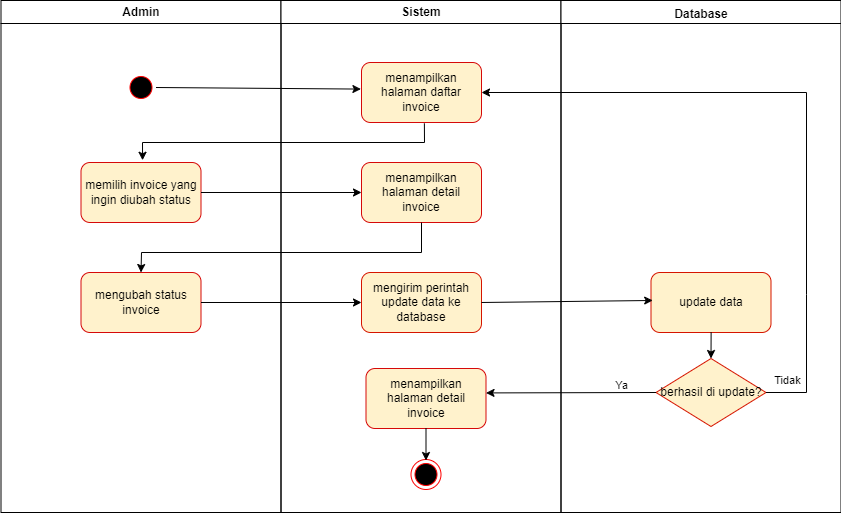 Admin
Sistem
Database
menampilkan
halaman daftar
invoice
memilih invoice yang
ingin diubah status
menampilkan
halaman detail
invoice
mengubah status
invoice
mengirim perintah
update data ke
database
update data
berhasil di update?
Tidak
Ya
menampilkan
halaman detail
invoice